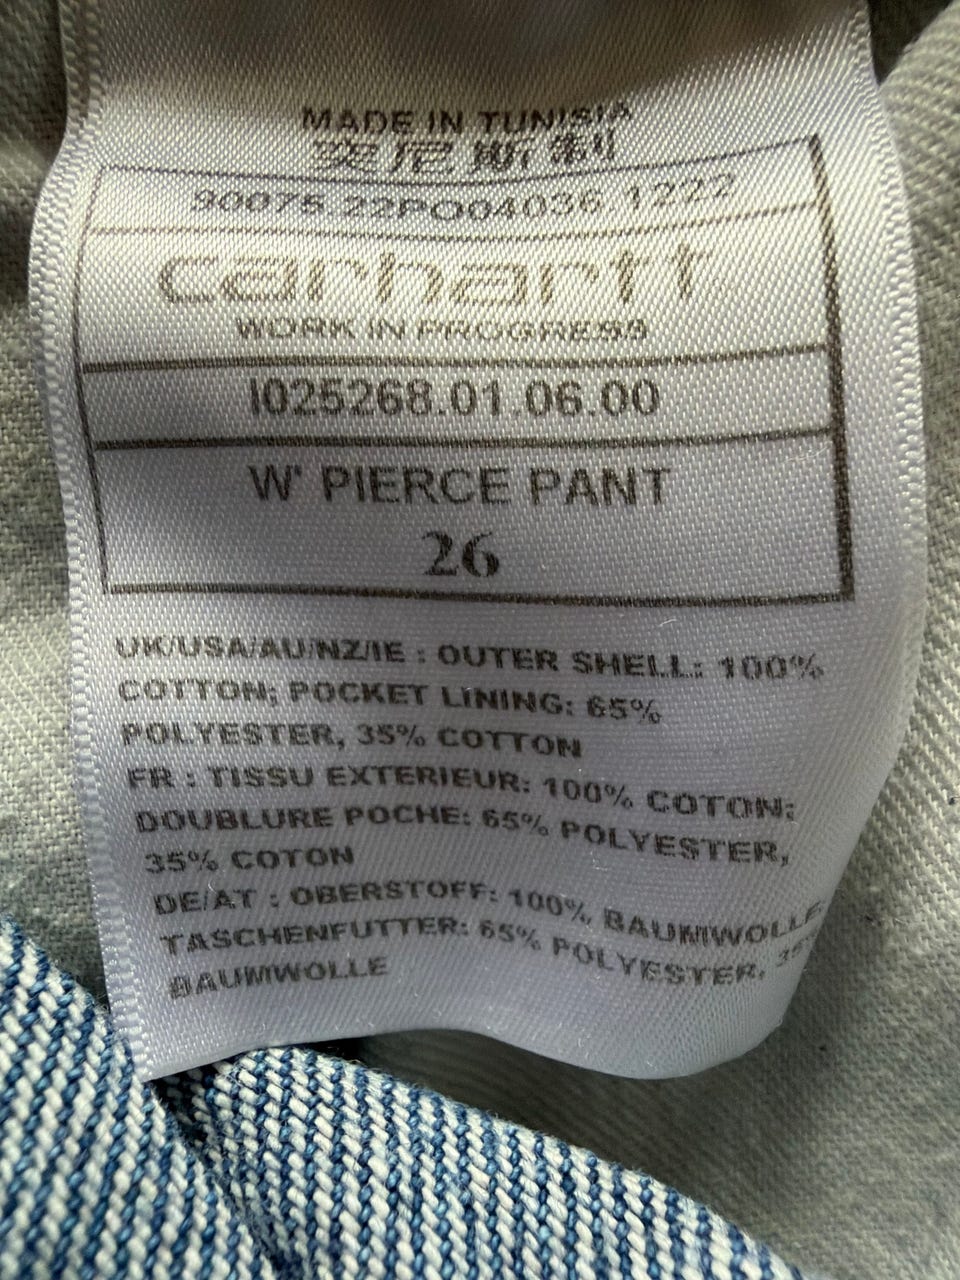 MADE IN TUNISIA
突尼斯制
90075.22PO04036 1222
carhartt
WORK IN PROGRESS
I025268.01.06.00
W' PIERCE PANT
26
UK/USA/AU/NZ/IE : OUTER SHELL: 100%
COTTON; POCKET LINING: 65%
POLYESTER, 35% COTTON
FR : TISSU EXTERIEUR: 100% COTON;
DOUBLURE POCHE: 65% POLYESTER,
35% COTON
DE/AT : OBERSTOFF: 100% BAUMWOLLE
TASCHENFUTTER: 65% POLYESTER, 35%
BAUMWOLLE